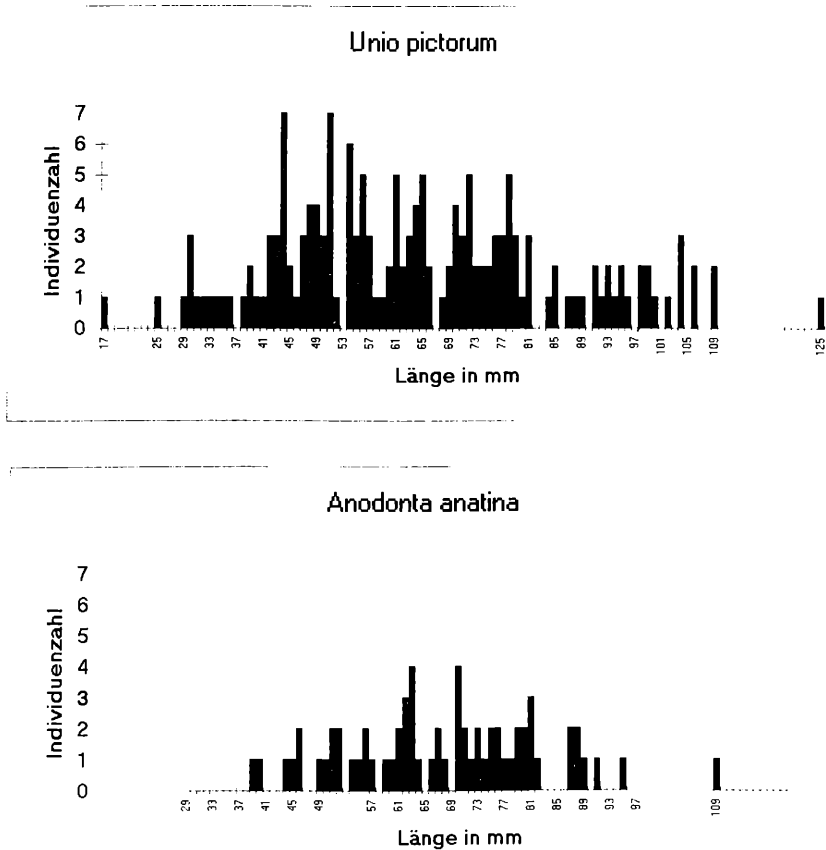 Unio pictorum
7
6
5
4
3
2
1
0
Individuenzahl
17 25 29 33 37 41 45 49 53 57 61 65 69 73 77 81 85 89 93 97 101 105 109 125
Länge in mm
Anodonta anatina
7
6
5
4
3
2
1
0
Individuenzahl
29 33 37 41 45 49 57 61 65 69 73 77 81 85 89 93 97 109
Länge in mm